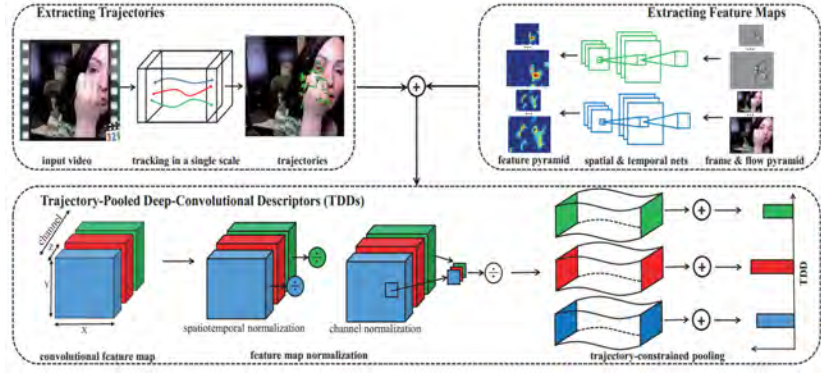 Extracting Trajectories
input video
tracking in a single scale
trajectories
Extracting Feature Maps
feature pyramid
spatial & temporal nets
frame & flow pyramid
Trajectory-Pooled Deep-Convolutional Descriptors (TDDs)
channel
Z
Y
X
convolutional feature map
spatiotemporal normalization
channel normalization
feature map normalization
trajectory-constrained pooling
TDD